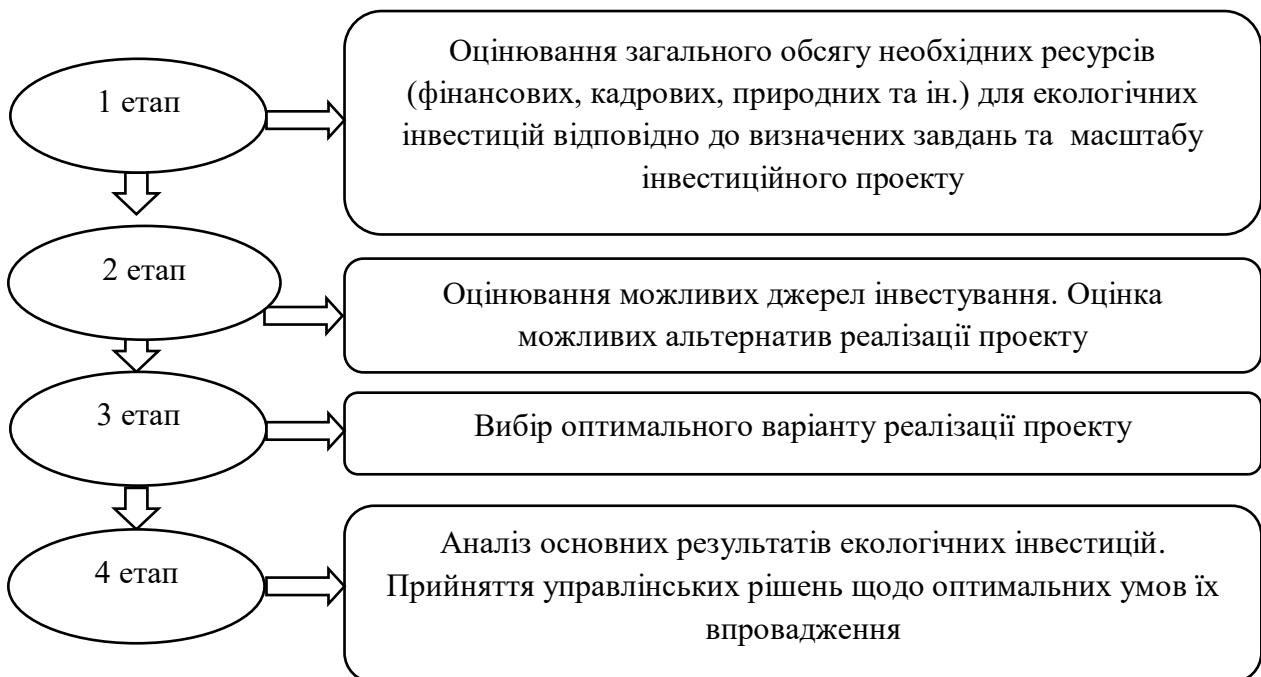 1 етап
Оцінювання загального обсягу необхідних ресурсів
(фінансових, кадрових, природних та ін.) для екологічних
інвестицій відповідно до визначених завдань та масштабу
інвестиційного проекту
2 етап
Оцінювання можливих джерел інвестування. Оцінка
можливих альтернатив реалізації проекту
3 етап
Вибір оптимального варіанту реалізації проекту
4 етап
Аналіз основних результатів екологічних інвестицій.
Прийняття управлінських рішень щодо оптимальних умов їх
впровадження